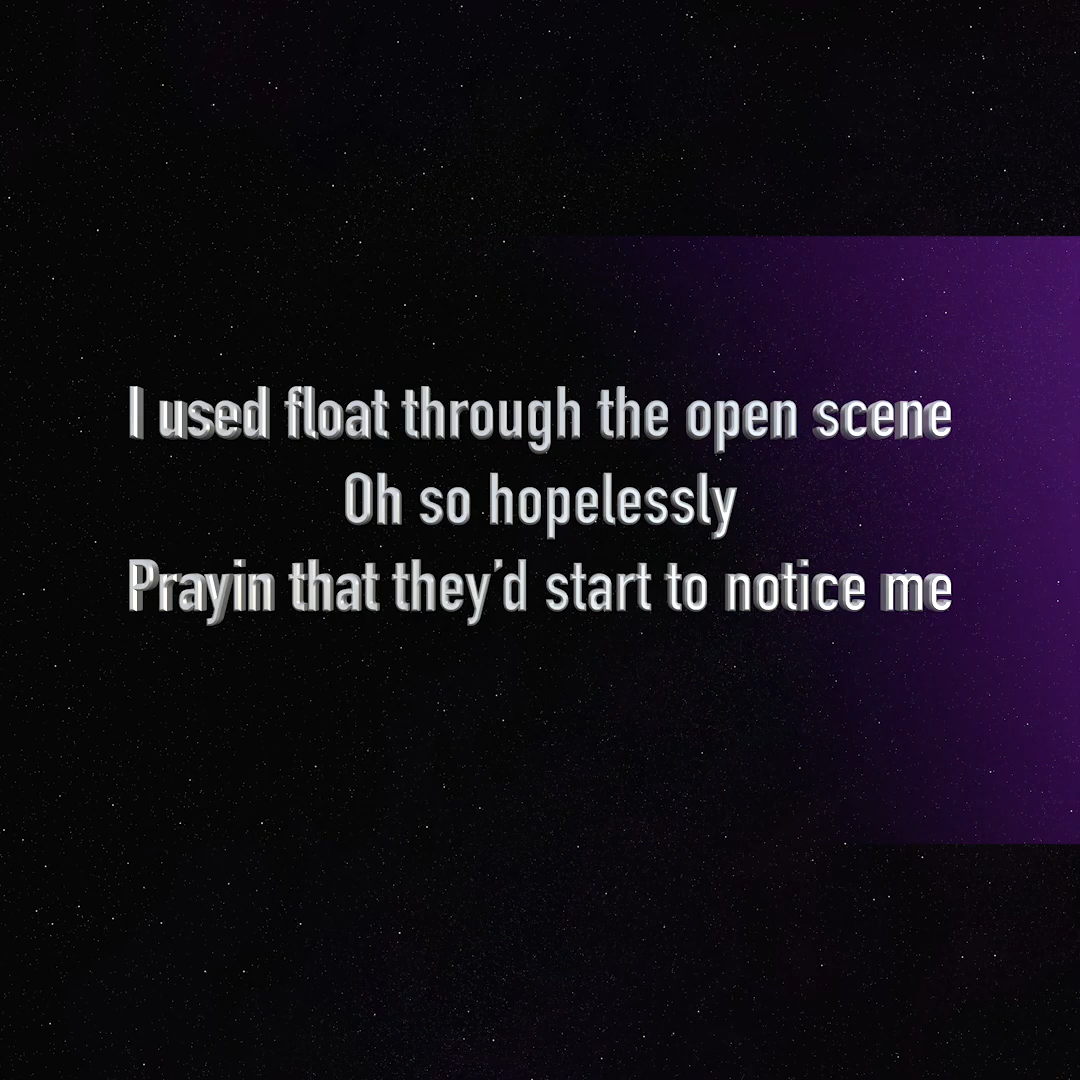 I used float through the open scene
Oh so hopelessly
Prayin that they’d start to notice me